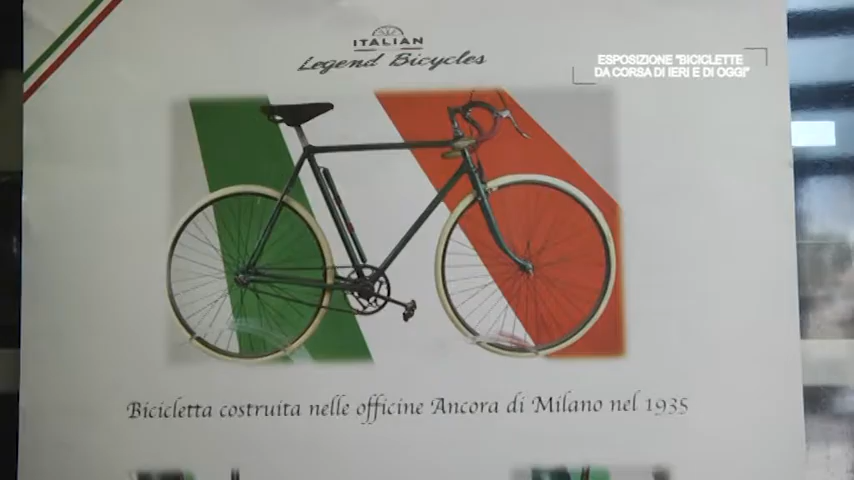 ITALIAN
Legend Bicycles
ESPOSIZIONE "BICICLETTE
DA CORSA DI IERI E DI OGGI"
Bicicletta costruita nelle officine Ancora di Milano nel 1935